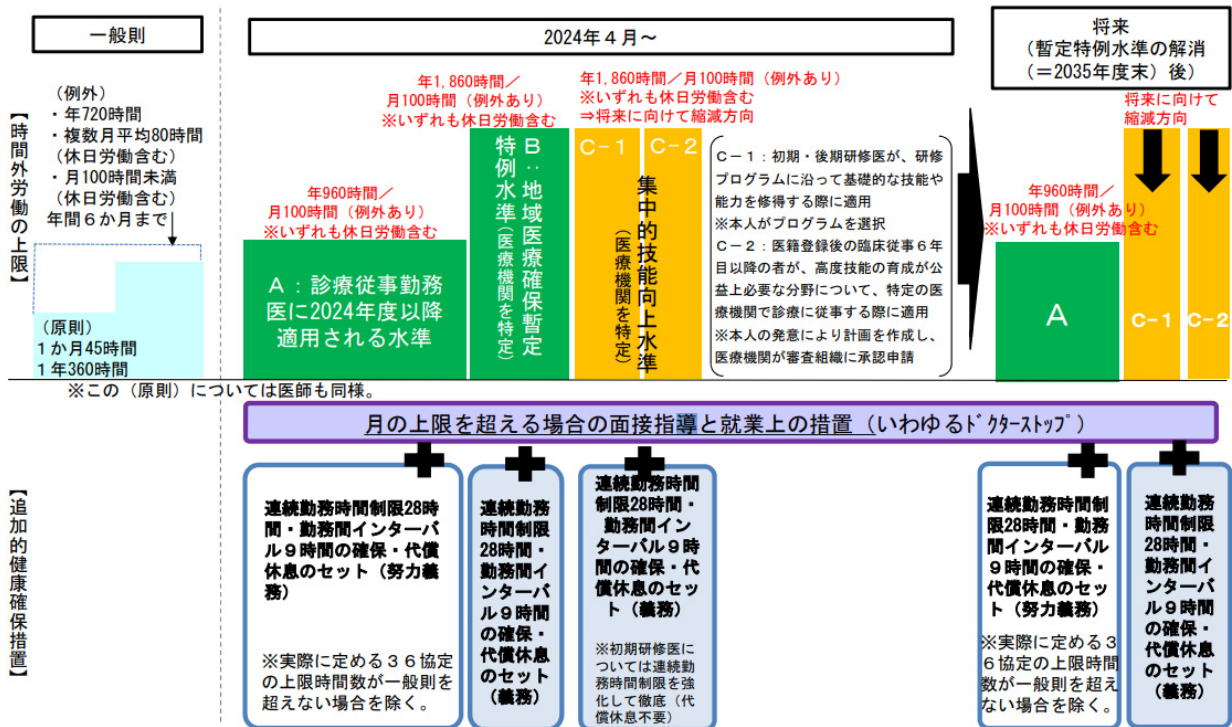 一般則
2024年4月～
将来
(暫定特例水準の解消
(＝2035年度末)後)
【時間外労働の上限】
(例外)
・年720時間
・複数月平均80時間
(休日労働含む)
・月100時間未満
(休日労働含む)
年間6か月まで
(原則)
1か月45時間
1年360時間
※この(原則)については医師も同様。
年960時間／
月100時間(例外あり)
※いずれも休日労働含む
A：診療従事勤務
医に2024年度以降
適用される水準
年1,860時間／
月100時間(例外あり)
※いずれも休日労働含む
B：地域医療確保暫定
特例水準(医療機関を特定)
年1,860時間／月100時間(例外あり)
※いずれも休日労働含む
⇒将来に向けて縮減方向
C-1
C-2
集中的技能向上水準
(医療機関を特定)
C－1：初期・後期研修医が、研修
プログラムに沿って基礎的な技能や
能力を修得する際に適用
※本人がプログラムを選択
C－2：医籍登録後の臨床従事6年
目以降の者が、高度技能の育成が公
益上必要な分野について、特定の医
療機関で診療に従事する際に適用
※本人の発意により計画を作成し、
医療機関が審査組織に承認申請
年960時間／
月100時間(例外あり)
※いずれも休日労働含む
A
将来に向けて
縮減方向
C-1
C-2
月の上限を超える場合の面接指導と就業上の措置(いわゆるﾄﾞｸﾀｰｽﾄｯﾌﾟ)
【追加的健康確保措置】
連続勤務時間制限28時
間・勤務間インターバ
ル9時間の確保・代償
休息のセット(努力義
務)
※実際に定める36協定
の上限時間数が一般則を
超えない場合を除く。
連続勤務
時間制限
28時間・
勤務間イ
ンターバ
ル9時間
の確保・
代償休息
のセット
(義務)
連続勤務時間
制限28時間・
勤務間イン
ターバル9時
間の確保・代
償休息のセッ
ト(義務)
※初期研修医に
ついては連続勤
務時間制限を強
化して徹底(代
償休息不要)
連続勤務時間制
限28時間・勤務
間インターバル
9時間の確保・
代償休息のセッ
ト(努力義務)
※実際に定める3
6協定の上限時間
数が一般則を超え
ない場合を除く。
連続勤務
時間制限
28時間・
勤務間イ
ンターバ
ル9時間
の確保・
代償休息
のセット
(義務)